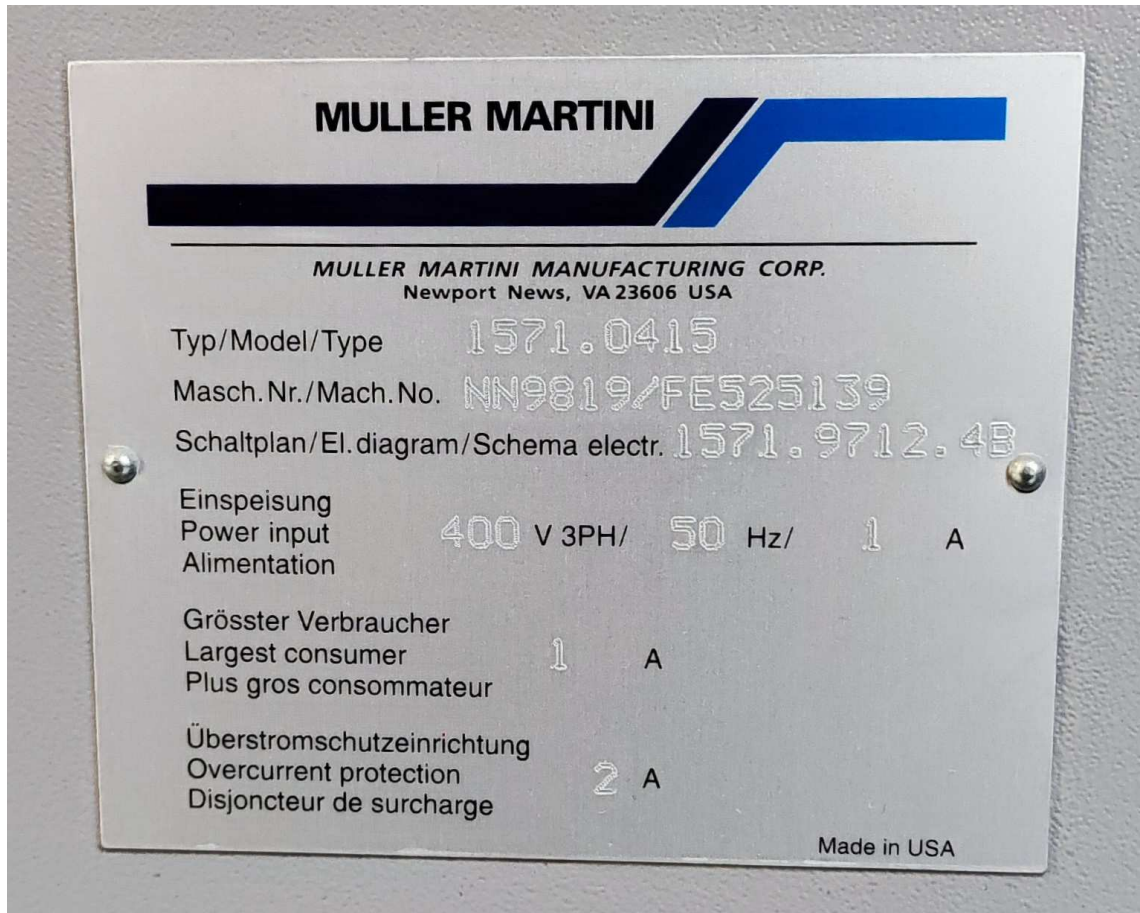 MULLER MARTINI
MULLER MARTINI MANUFACTURING CORP.
Newport News, VA 23606 USA
Typ/Model/Type 1571.0415
Masch.Nr./Mach.No. NN9819/FE525139
Schaltplan/El.diagram/Schema electr. 1571.9712.4B
Einspeisung
Power input 400 V 3PH/ 50 Hz/ 1 A
Alimentation
Grösster Verbraucher
Largest consumer 1 A
Plus gros consommateur
Überstromschutzeinrichtung
Overcurrent protection 2 A
Disjoncteur de surcharge
Made in USA